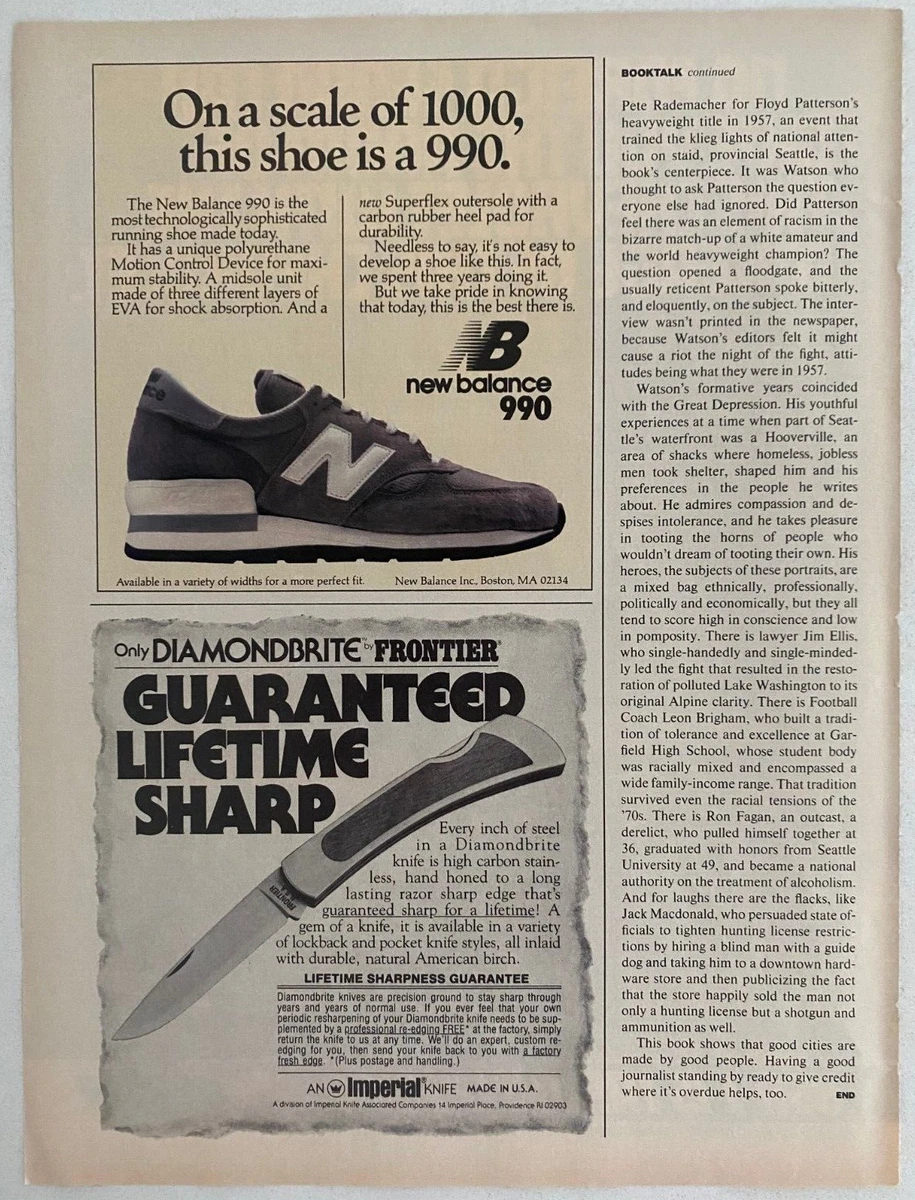 On a scale of 1000,
this shoe is a 990.
The New Balance 990 is the
most technologically sophisticated
running shoe made today.
It has a unique polyurethane
Motion Control Device for maxi-
mum stability. A midsole unit
made of three different layers of
EVA for shock absorption. And a
new Superflex outersole with a
carbon rubber heel pad for
durability.
Needless to say, it's not easy to
develop a shoe like this. In fact,
we spent three years doing it.
But we take pride in knowing
that today, this is the best there is.
NB
new balance
990
N
Available in a variety of widths for a more perfect fit.
New Balance Inc., Boston, MA 02134
Only DIAMONDBRITE™ by FRONTIER®
GUARANTEED
LIFETIME
SHARP
FRONTIER
Every inch of steel
in a Diamondbrite
knife is high carbon stain-
less, hand honed to a long
lasting razor sharp edge that's
guaranteed sharp for a lifetime! A
gem of a knife, it is available in a variety
of lockback and pocket knife styles, all inlaid
with durable, natural American birch.
LIFETIME SHARPNESS GUARANTEE
Diamondbrite knives are precision ground to stay sharp through
years and years of normal use. If you ever feel that your own
periodic resharpening of your Diamondbrite knife needs to be sup-
plemented by a professional re-edging FREE* at the factory, simply
return the knife to us at any time. We'll do an expert, custom re-
edging for you, then send your knife back to you with a factory
fresh edge. *(Plus postage and handling.)
AN Imperial® KNIFE MADE IN U.S.A.
A division of Imperial Knife Associated Companies 14 Imperial Place, Providence RI 02903
BOOKTALK continued
Pete Rademacher for Floyd Patterson's
heavyweight title in 1957, an event that
trained the klieg lights of national atten-
tion on staid, provincial Seattle, is the
book's centerpiece. It was Watson who
thought to ask Patterson the question ev-
eryone else had ignored. Did Patterson
feel there was an element of racism in the
bizarre match-up of a white amateur and
the world heavyweight champion? The
question opened a floodgate, and the
usually reticent Patterson spoke bitterly,
and eloquently, on the subject. The inter-
view wasn't printed in the newspaper,
because Watson's editors felt it might
cause a riot the night of the fight, atti-
tudes being what they were in 1957.
Watson's formative years coincided
with the Great Depression. His youthful
experiences at a time when part of Seat-
tle's waterfront was a Hooverville, an
area of shacks where homeless, jobless
men took shelter, shaped him and his
preferences in the people he writes
about. He admires compassion and de-
spises intolerance, and he takes pleasure
in tooting the horns of people who
wouldn't dream of tooting their own. His
heroes, the subjects of these portraits, are
a mixed bag ethnically, professionally,
politically and economically, but they all
tend to score high in conscience and low
in pomposity. There is lawyer Jim Ellis,
who single-handedly and single-minded-
ly led the fight that resulted in the resto-
ration of polluted Lake Washington to its
original Alpine clarity. There is Football
Coach Leon Brigham, who built a tradi-
tion of tolerance and excellence at Gar-
field High School, whose student body
was racially mixed and encompassed a
wide family-income range. That tradition
survived even the racial tensions of the
'70s. There is Ron Fagan, an outcast, a
derelict, who pulled himself together at
36, graduated with honors from Seattle
University at 49, and became a national
authority on the treatment of alcoholism.
And for laughs there are the flacks, like
Jack Macdonald, who persuaded state of-
ficials to tighten hunting license restric-
tions by hiring a blind man with a guide
dog and taking him to a downtown hard-
ware store and then publicizing the fact
that the store happily sold the man not
only a hunting license but a shotgun and
ammunition as well.
This book shows that good cities are
made by good people. Having a good
journalist standing by ready to give credit
where it's overdue helps, too. END